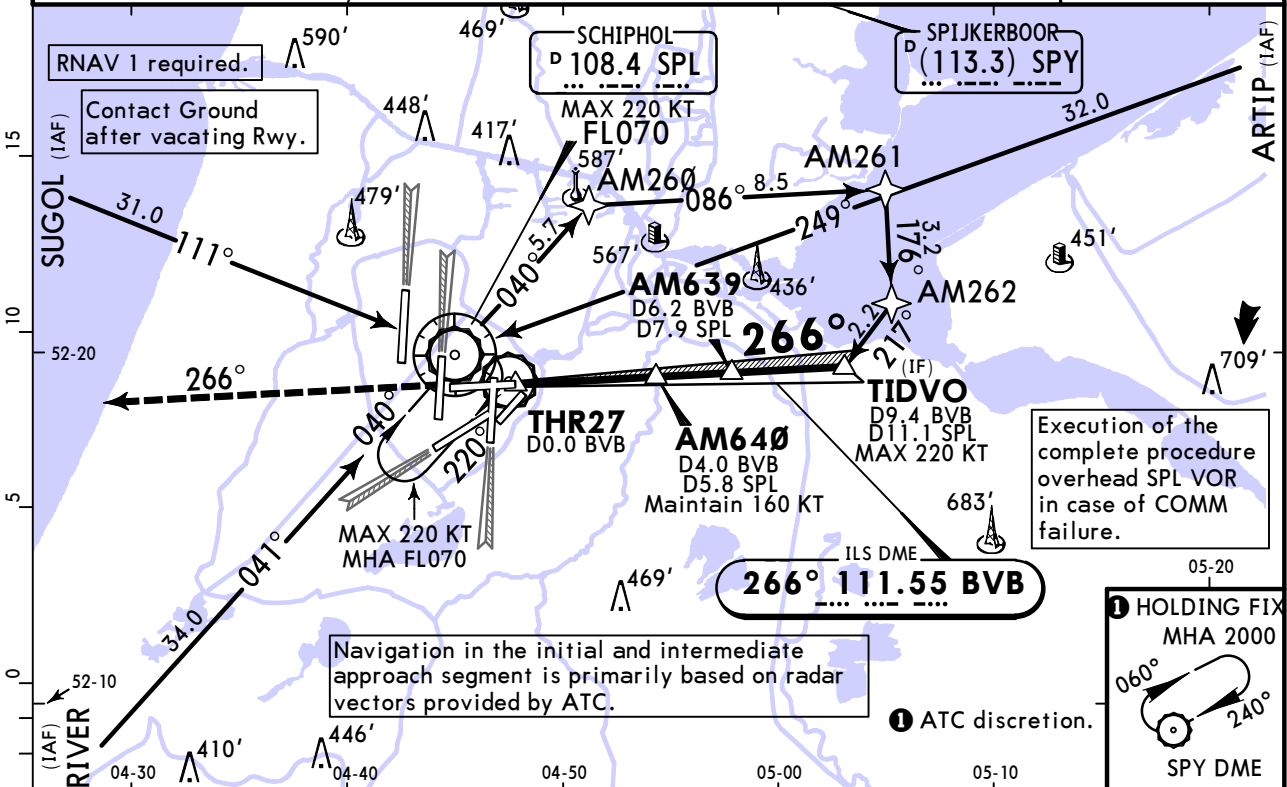 590'
469'
RNAV 1 required.
SCHIPHOL
D 108.4 SPL
SPIJKERBOOR
D (113.3) SPY
ARTIP (IAF)
32.0
Contact Ground
after vacating Rwy.
448'
417'
MAX 220 KT
FL070
587'
AM260
086° 8.5
AM261
249°
15
SUGOL (IAF)
31.0
111°
479'
040° 5.7
567'
436'
3.2
176°
451'
AM262
AM639
D6.2 BVB
D7.9 SPL
266°
2.2
217°
10
52-20
709'
266°
040°
220°
THR27
D0.0 BVB
AM640
D4.0 BVB
D5.8 SPL
Maintain 160 KT
(IF)
TIDVO
D9.4 BVB
D11.1 SPL
MAX 220 KT
Execution of the
complete procedure
overhead SPL VOR
in case of COMM
failure.
5
683'
MAX 220 KT
MHA FL070
041°
34.0
ILS DME
266° 111.55 BVB
469'
05-20
1 HOLDING FIX
MHA 2000
060°
240°
SPY DME
Navigation in the initial and intermediate
approach segment is primarily based on radar
vectors provided by ATC.
1 ATC discretion.
0
52-10
(IAF)
RIVER
410'
446'
04-30
04-40
04-50
05-00
05-10